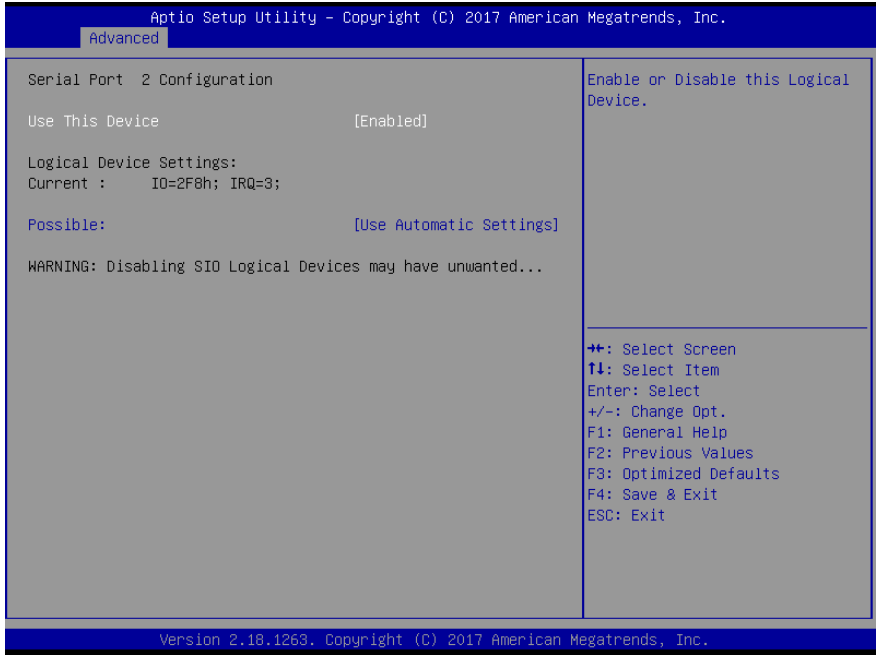 Aptio Setup Utility – Copyright (C) 2017 American Megatrends, Inc.
Advanced
Serial Port  2 Configuration
Use This Device [Enabled]
Logical Device Settings:
Current : IO=2F8h; IRQ=3;
Possible: [Use Automatic Settings]
WARNING: Disabling SIO Logical Devices may have unwanted...
Enable or Disable this Logical
Device.
→←: Select Screen
↑↓: Select Item
Enter: Select
+/-: Change Opt.
F1: General Help
F2: Previous Values
F3: Optimized Defaults
F4: Save & Exit
ESC: Exit
Version 2.18.1263. Copyright (C) 2017 American Megatrends, Inc.